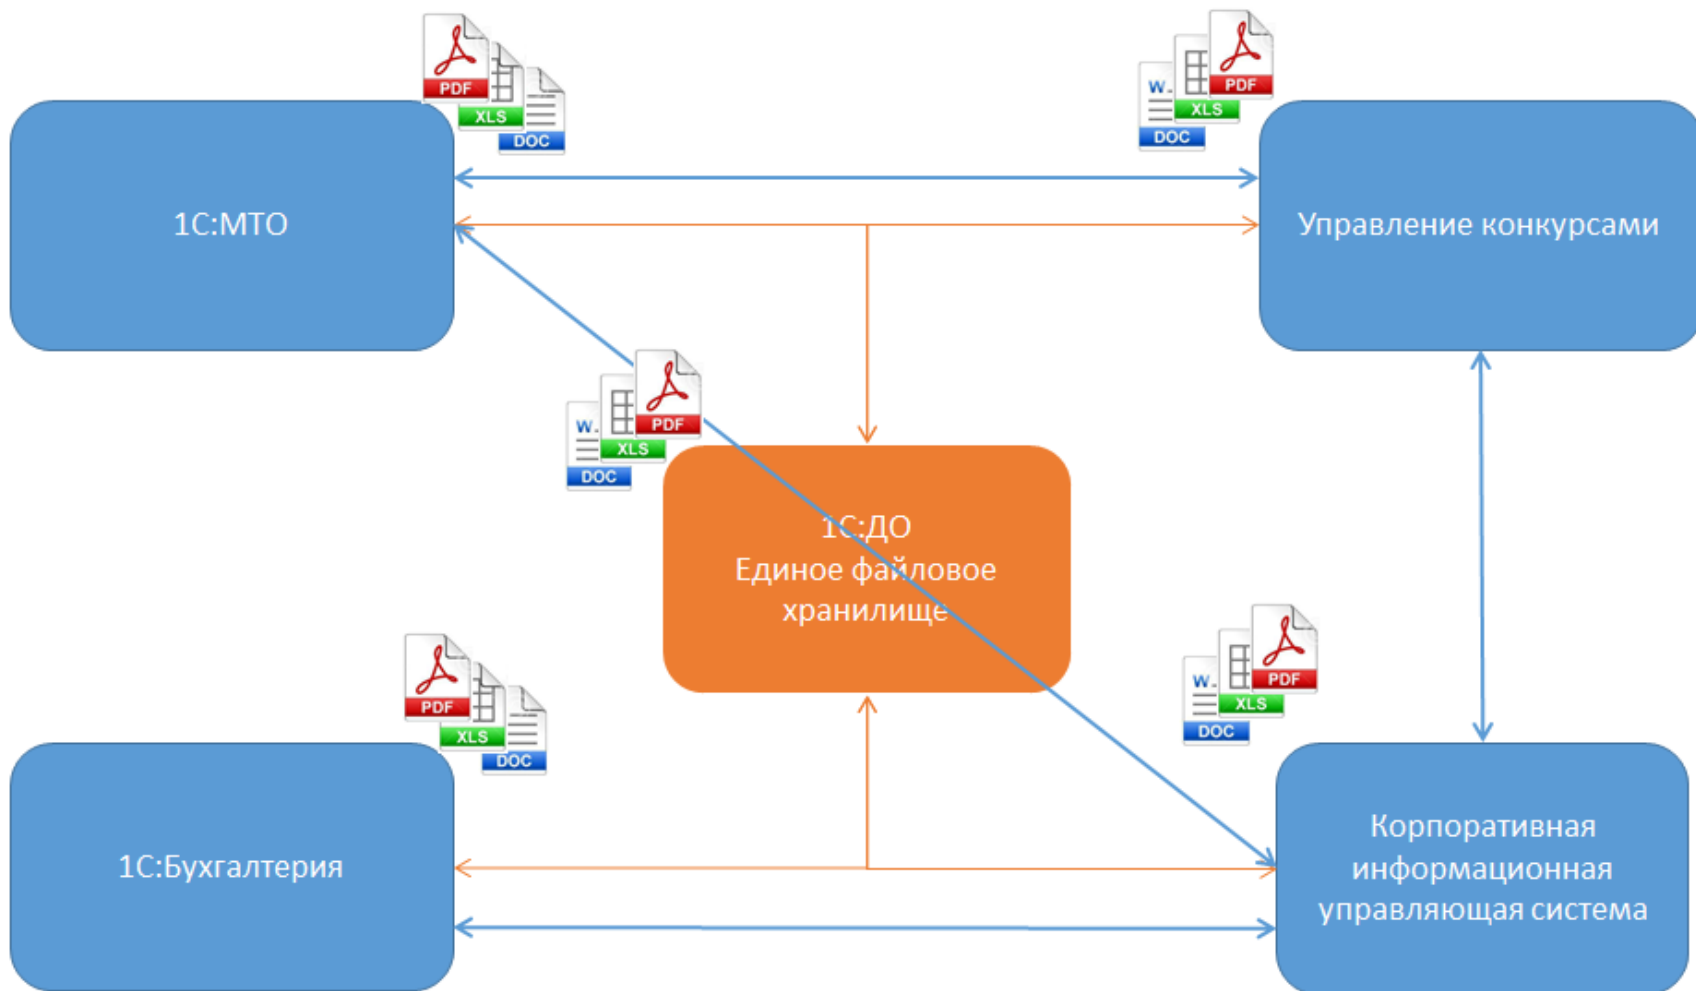 PDF
XLS
DOC
W
PDF
XLS
DOC
1С:МТО
Управление конкурсами
PDF
W
XLS
DOC
1С:ДО
Единое файловое
хранилище
PDF
XLS
DOC
PDF
W
XLS
DOC
1С:Бухгалтерия
Корпоративная
информационная
управляющая система